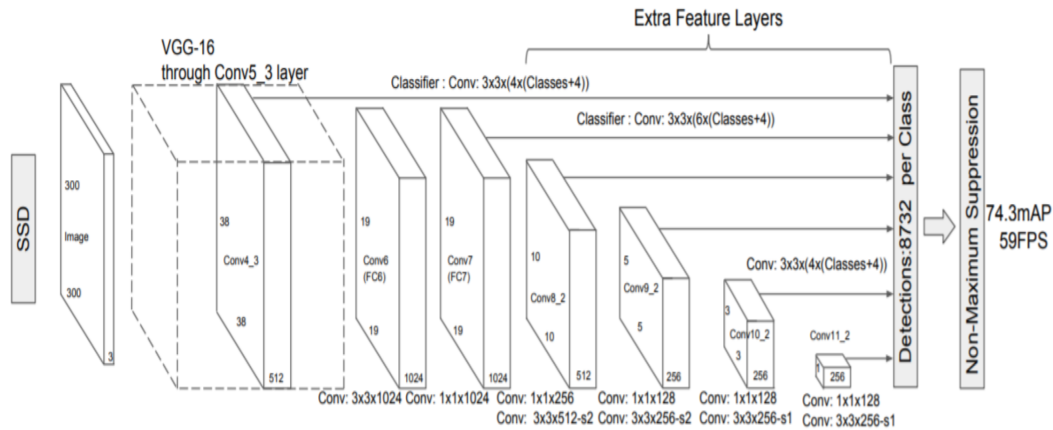 Extra Feature Layers
VGG-16
through Conv5_3 layer
Classifier : Conv: 3x3x(4x(Classes+4))
Classifier : Conv: 3x3x(6x(Classes+4))
SSD
300
Image
300
3
38
Conv4_3
38
512
19
Conv6
(FC6)
19
1024
19
Conv7
(FC7)
19
1024
10
Conv8_2
10
512
5
Conv9_2
5
256
Conv: 3x3x(4x(Classes+4))
3
Conv10_2
3
256
Conv11_2
1
256
Detections:8732 per Class
Non-Maximum Suppression
74.3mAP
59FPS
Conv: 3x3x1024
Conv: 1x1x1024
Conv: 1x1x256
Conv: 3x3x512-s2
Conv: 1x1x128
Conv: 3x3x256-s2
Conv: 1x1x128
Conv: 3x3x256-s1
Conv: 1x1x128
Conv: 3x3x256-s1